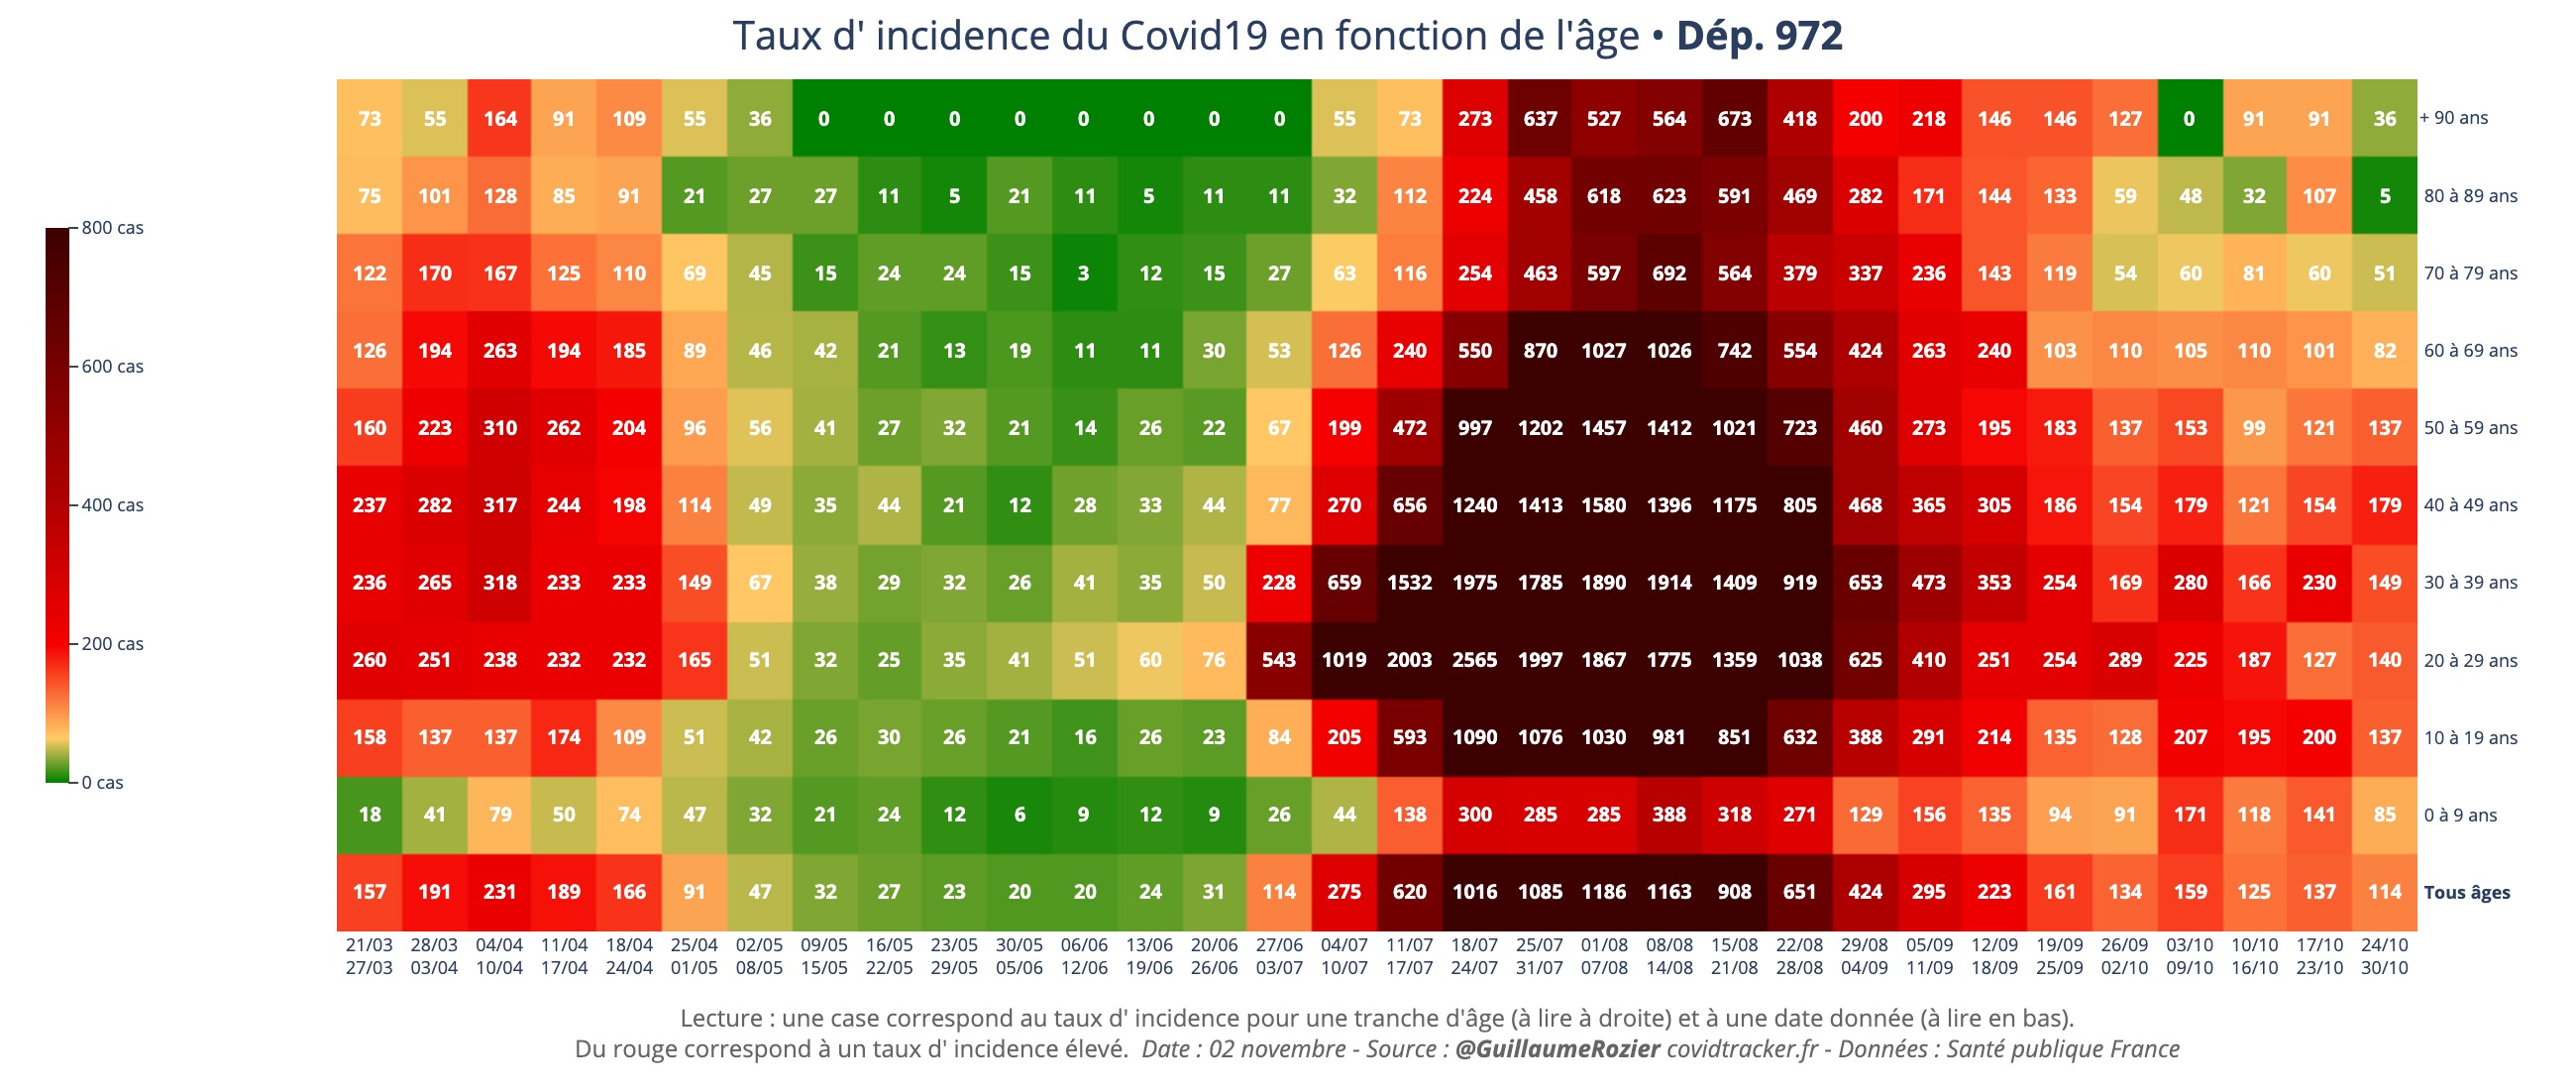 Taux d' incidence du Covid19 en fonction de l'âge • Dép. 972
800 cas
600 cas
400 cas
200 cas
0 cas
73 55 164 91 109 55 36 0 0 0 0 0 0 0 0 55 73 273 637 527 564 673 418 200 218 146 146 127 0 91 91 36 + 90 ans
75 101 128 85 91 21 27 27 11 5 21 11 5 11 11 32 112 224 458 618 623 591 469 282 171 144 133 59 48 32 107 5 80 à 89 ans
122 170 167 125 110 69 45 15 24 24 15 3 12 15 27 63 116 254 463 597 692 564 379 337 236 143 119 54 60 81 60 51 70 à 79 ans
126 194 263 194 185 89 46 42 21 13 19 11 11 30 53 126 240 550 870 1027 1026 742 554 424 263 240 103 110 105 110 101 82 60 à 69 ans
160 223 310 262 204 96 56 41 27 32 21 14 26 22 67 199 472 997 1202 1457 1412 1021 723 460 273 195 183 137 153 99 121 137 50 à 59 ans
237 282 317 244 198 114 49 35 44 21 12 28 33 44 77 270 656 1240 1413 1580 1396 1175 805 468 365 305 186 154 179 121 154 179 40 à 49 ans
236 265 318 233 233 149 67 38 29 32 26 41 35 50 228 659 1532 1975 1785 1890 1914 1409 919 653 473 353 254 169 280 166 230 149 30 à 39 ans
260 251 238 232 232 165 51 32 25 35 41 51 60 76 543 1019 2003 2565 1997 1867 1775 1359 1038 625 410 251 254 289 225 187 127 140 20 à 29 ans
158 137 137 174 109 51 42 26 30 26 21 16 26 23 84 205 593 1090 1076 1030 981 851 632 388 291 214 135 128 207 195 200 137 10 à 19 ans
18 41 79 50 74 47 32 21 24 12 6 9 12 9 26 44 138 300 285 285 388 318 271 129 156 135 94 91 171 118 141 85 0 à 9 ans
157 191 231 189 166 91 47 32 27 23 20 20 24 31 114 275 620 1016 1085 1186 1163 908 651 424 295 223 161 134 159 125 137 114 Tous âges
21/03 28/03 04/04 11/04 18/04 25/04 02/05 09/05 16/05 23/05 30/05 06/06 13/06 20/06 27/06 04/07 11/07 18/07 25/07 01/08 08/08 15/08 22/08 29/08 05/09 12/09 19/09 26/09 03/10 10/10 17/10 24/10
27/03 03/04 10/04 17/04 24/04 01/05 08/05 15/05 22/05 29/05 05/06 12/06 19/06 26/06 03/07 10/07 17/07 24/07 31/07 07/08 14/08 21/08 28/08 04/09 11/09 18/09 25/09 02/10 09/10 16/10 23/10 30/10
Lecture : une case correspond au taux d' incidence pour une tranche d'âge (à lire à droite) et à une date donnée (à lire en bas).
Du rouge correspond à un taux d' incidence élevé. Date : 02 novembre - Source : @GuillaumeRozier covidtracker.fr - Données : Santé publique France